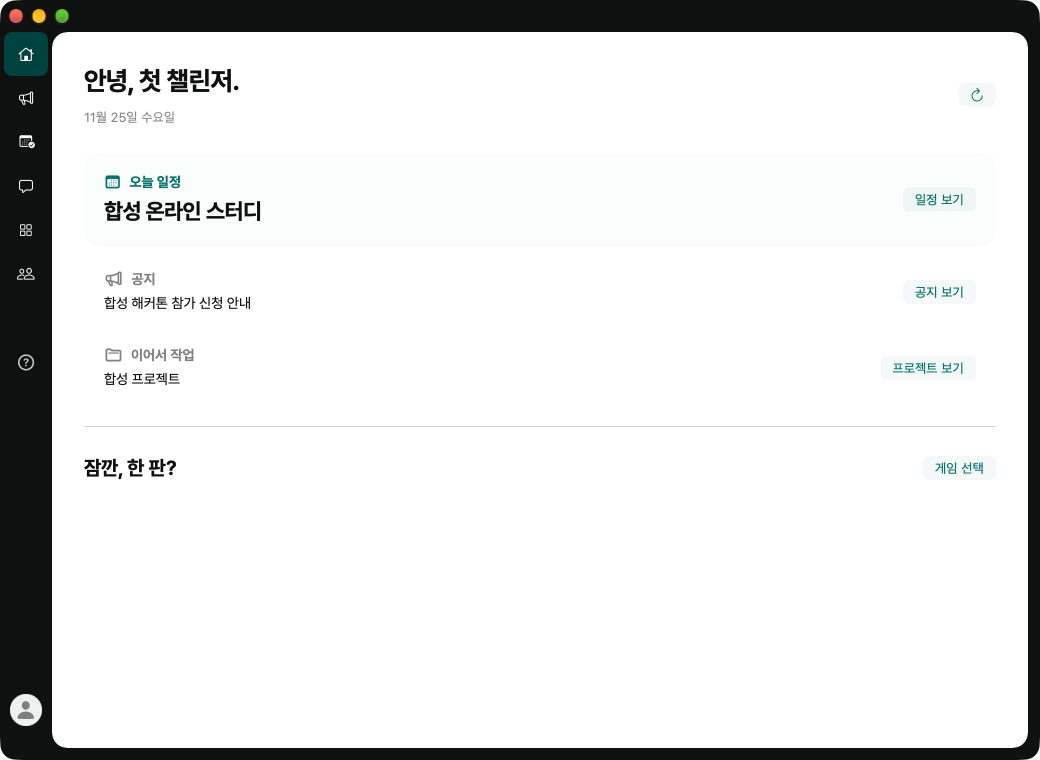 안녕, 첫 챌린저.
11월 25일 수요일
오늘 일정
합성 온라인 스터디
일정 보기
공지
합성 해커톤 참가 신청 안내
공지 보기
이어서 작업
합성 프로젝트
프로젝트 보기
잠깐, 한 판?
게임 선택